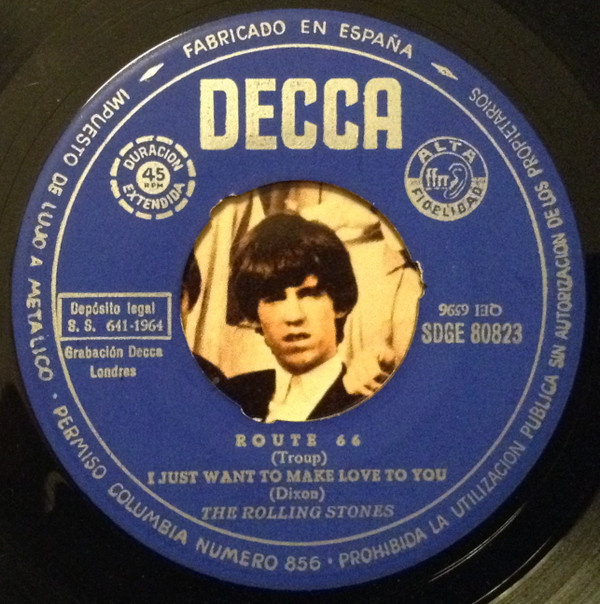 FABRICADO EN ESPAÑA
DECCA
DURACION
45
RPM
EXTENDIDA
ALTA
ffrr
FIDELIDAD
Depósito legal
S. S. 641-1964
Grabación Decca
Londres
QEI 6596
SDGE 80823
ROUTE 66
(Troup)
I JUST WANT TO MAKE LOVE TO YOU
(Dixon)
THE ROLLING STONES
IMPUESTO DE LUJO A METALICO · PERMISO COLUMBIA NUMERO 856 · PROHIBIDA LA UTILIZACION PUBLICA SIN AUTORIZACION DE LOS PROPIETARIOS